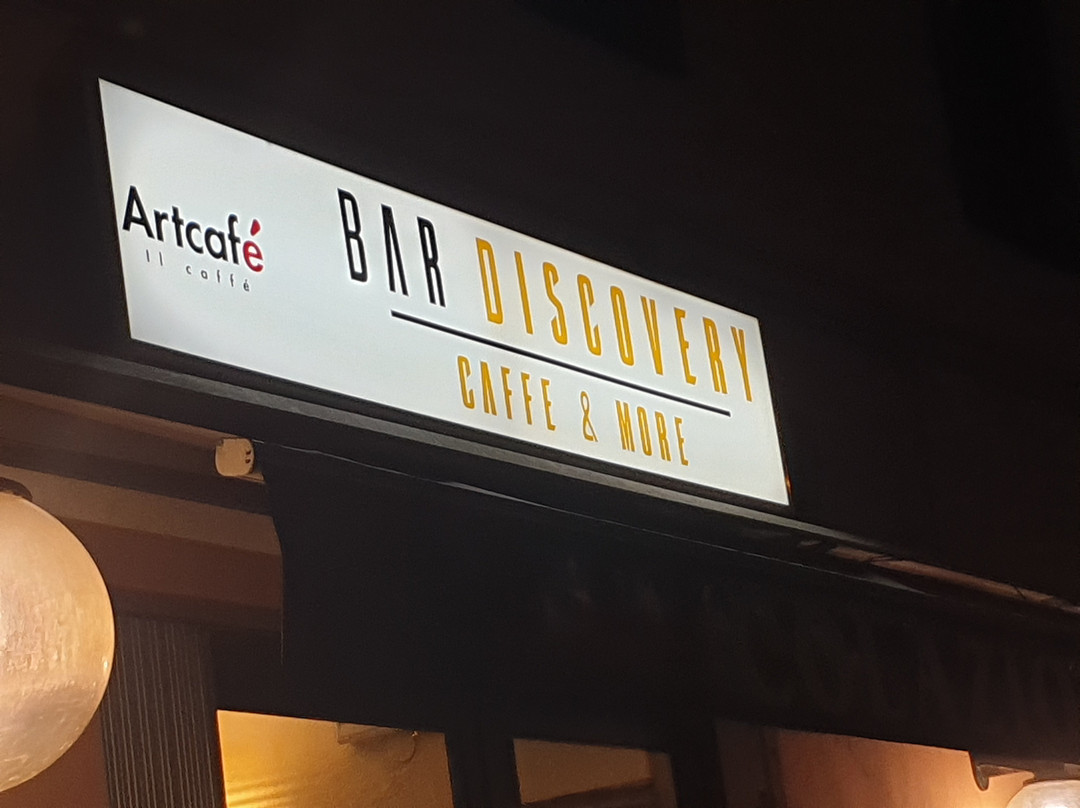 Artcafé
Il caffé
BAR DISCOVERY
CAFFE & MORE